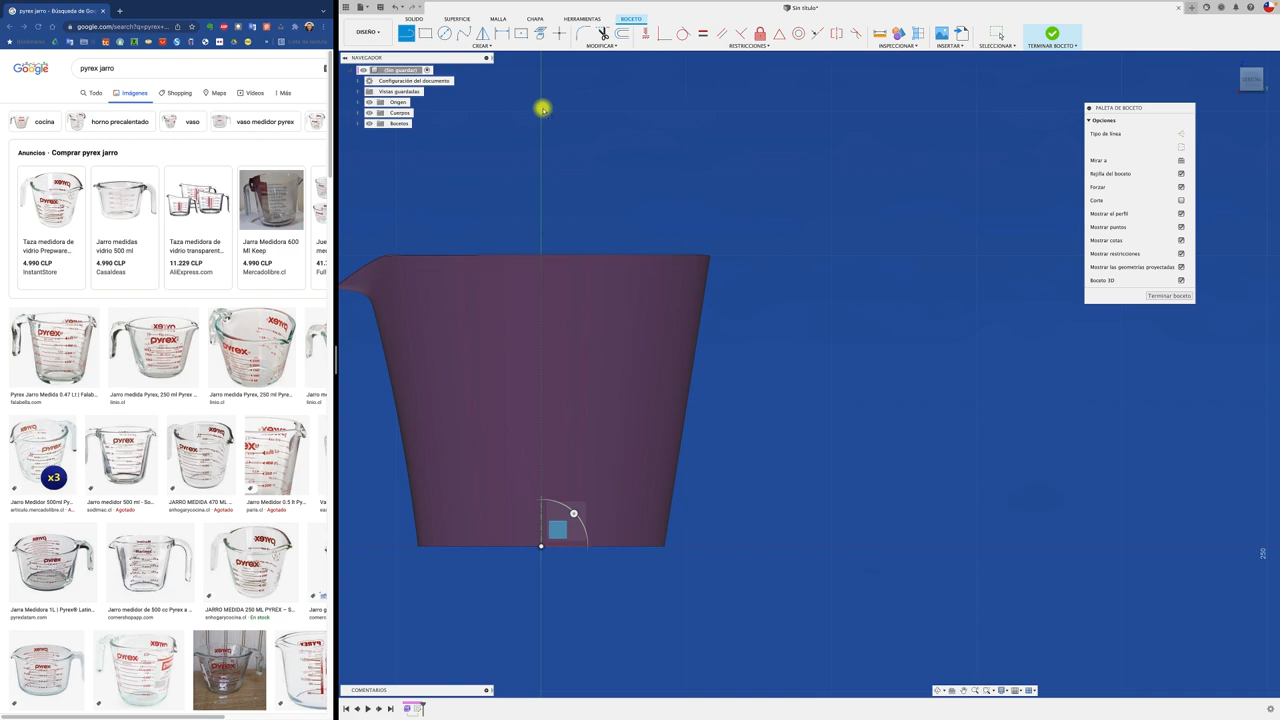 pyrex jarro - Búsqueda de Goo
google.com/search?q=pyrex+...
Google
pyrex jarro
Todo
Imágenes
Shopping
Maps
Vídeos
Más
cocina
horno precalentado
vaso
vaso medidor pyrex
Anuncios · Comprar pyrex jarro
Taza medidora de vidrio Prepware...
4.990 CLP
InstantStore
Jarro medidas vidrio 500 ml
4.990 CLP
Casaldeas
Taza medidora de vidrio transparent...
11.229 CLP
AliExpress.com
Jarra Medidora 600 Ml Keep
4.990 CLP
Mercadolibre.cl
Pyrex Jarro Medida 0.47 Lt | Falab...
falabella.com
Jarro medida Pyrex, 250 ml Pyrex ...
linio.cl
Jarro medida Pyrex, 250 ml Pyre...
linio.cl
x3
Jarro Medidor 500ml Py...
articulo.mercadolibre.cl · A...
Jarro medidor 500 ml - So...
sodimac.cl · Agotado
JARRO MEDIDA 470 ML ...
snhogarycocina.cl · Agotado
Jarro Medidor 0.5 lt Py...
paris.cl · Agotado
Jarra Medidora 1L | Pyrex® Latin...
pyrexlatam.com
Jarro medidor de 500 cc Pyrex a ...
comershopapp.com
JARRO MEDIDA 250 ML PYREX – S...
snhogarycocina.cl · En stock
Sin título*
DISEÑO
SÓLIDO
SUPERFICIE
MALLA
CHAPA
HERRAMIENTAS
BOCETO
CREAR
MODIFICAR
RESTRICCIONES
INSPECCIONAR
INSERTAR
SELECCIONAR
TERMINAR BOCETO
NAVEGADOR
(Sin guardar)
Configuración del documento
Vistas guardadas
Origen
Cuerpos
Bocetos
PALETA DE BOCETO
Opciones
Tipo de línea
Mirar a
Rejilla del boceto
Forzar
Corte
Mostrar el perfil
Mostrar puntos
Mostrar cotas
Mostrar restricciones
Mostrar las geometrías proyectadas
Boceto 3D
Terminar boceto
250
COMENTARIOS